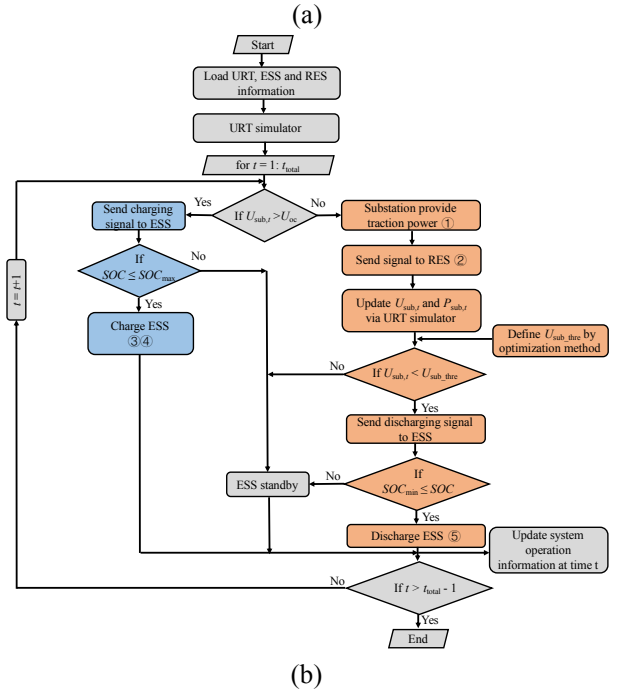 (a)
Start
Load URT, ESS and RES
information
URT simulator
for t = 1: t_total
Yes
No
If U_sub,t >U_oc
Send charging
signal to ESS
Substation provide
traction power ①
If
SOC ≤ SOC_max
No
Send signal to RES ②
t = t+1
Yes
Update U_sub,t and P_sub,t
via URT simulator
Charge ESS
③④
Define U_sub_thre by
optimization method
No
If U_sub,t < U_sub_thre
Yes
Send discharging signal
to ESS
ESS standby
No
If
SOC_min ≤ SOC
Yes
Discharge ESS ⑤
Update system
operation
information at time t
No
If t > t_total - 1
Yes
End
(b)